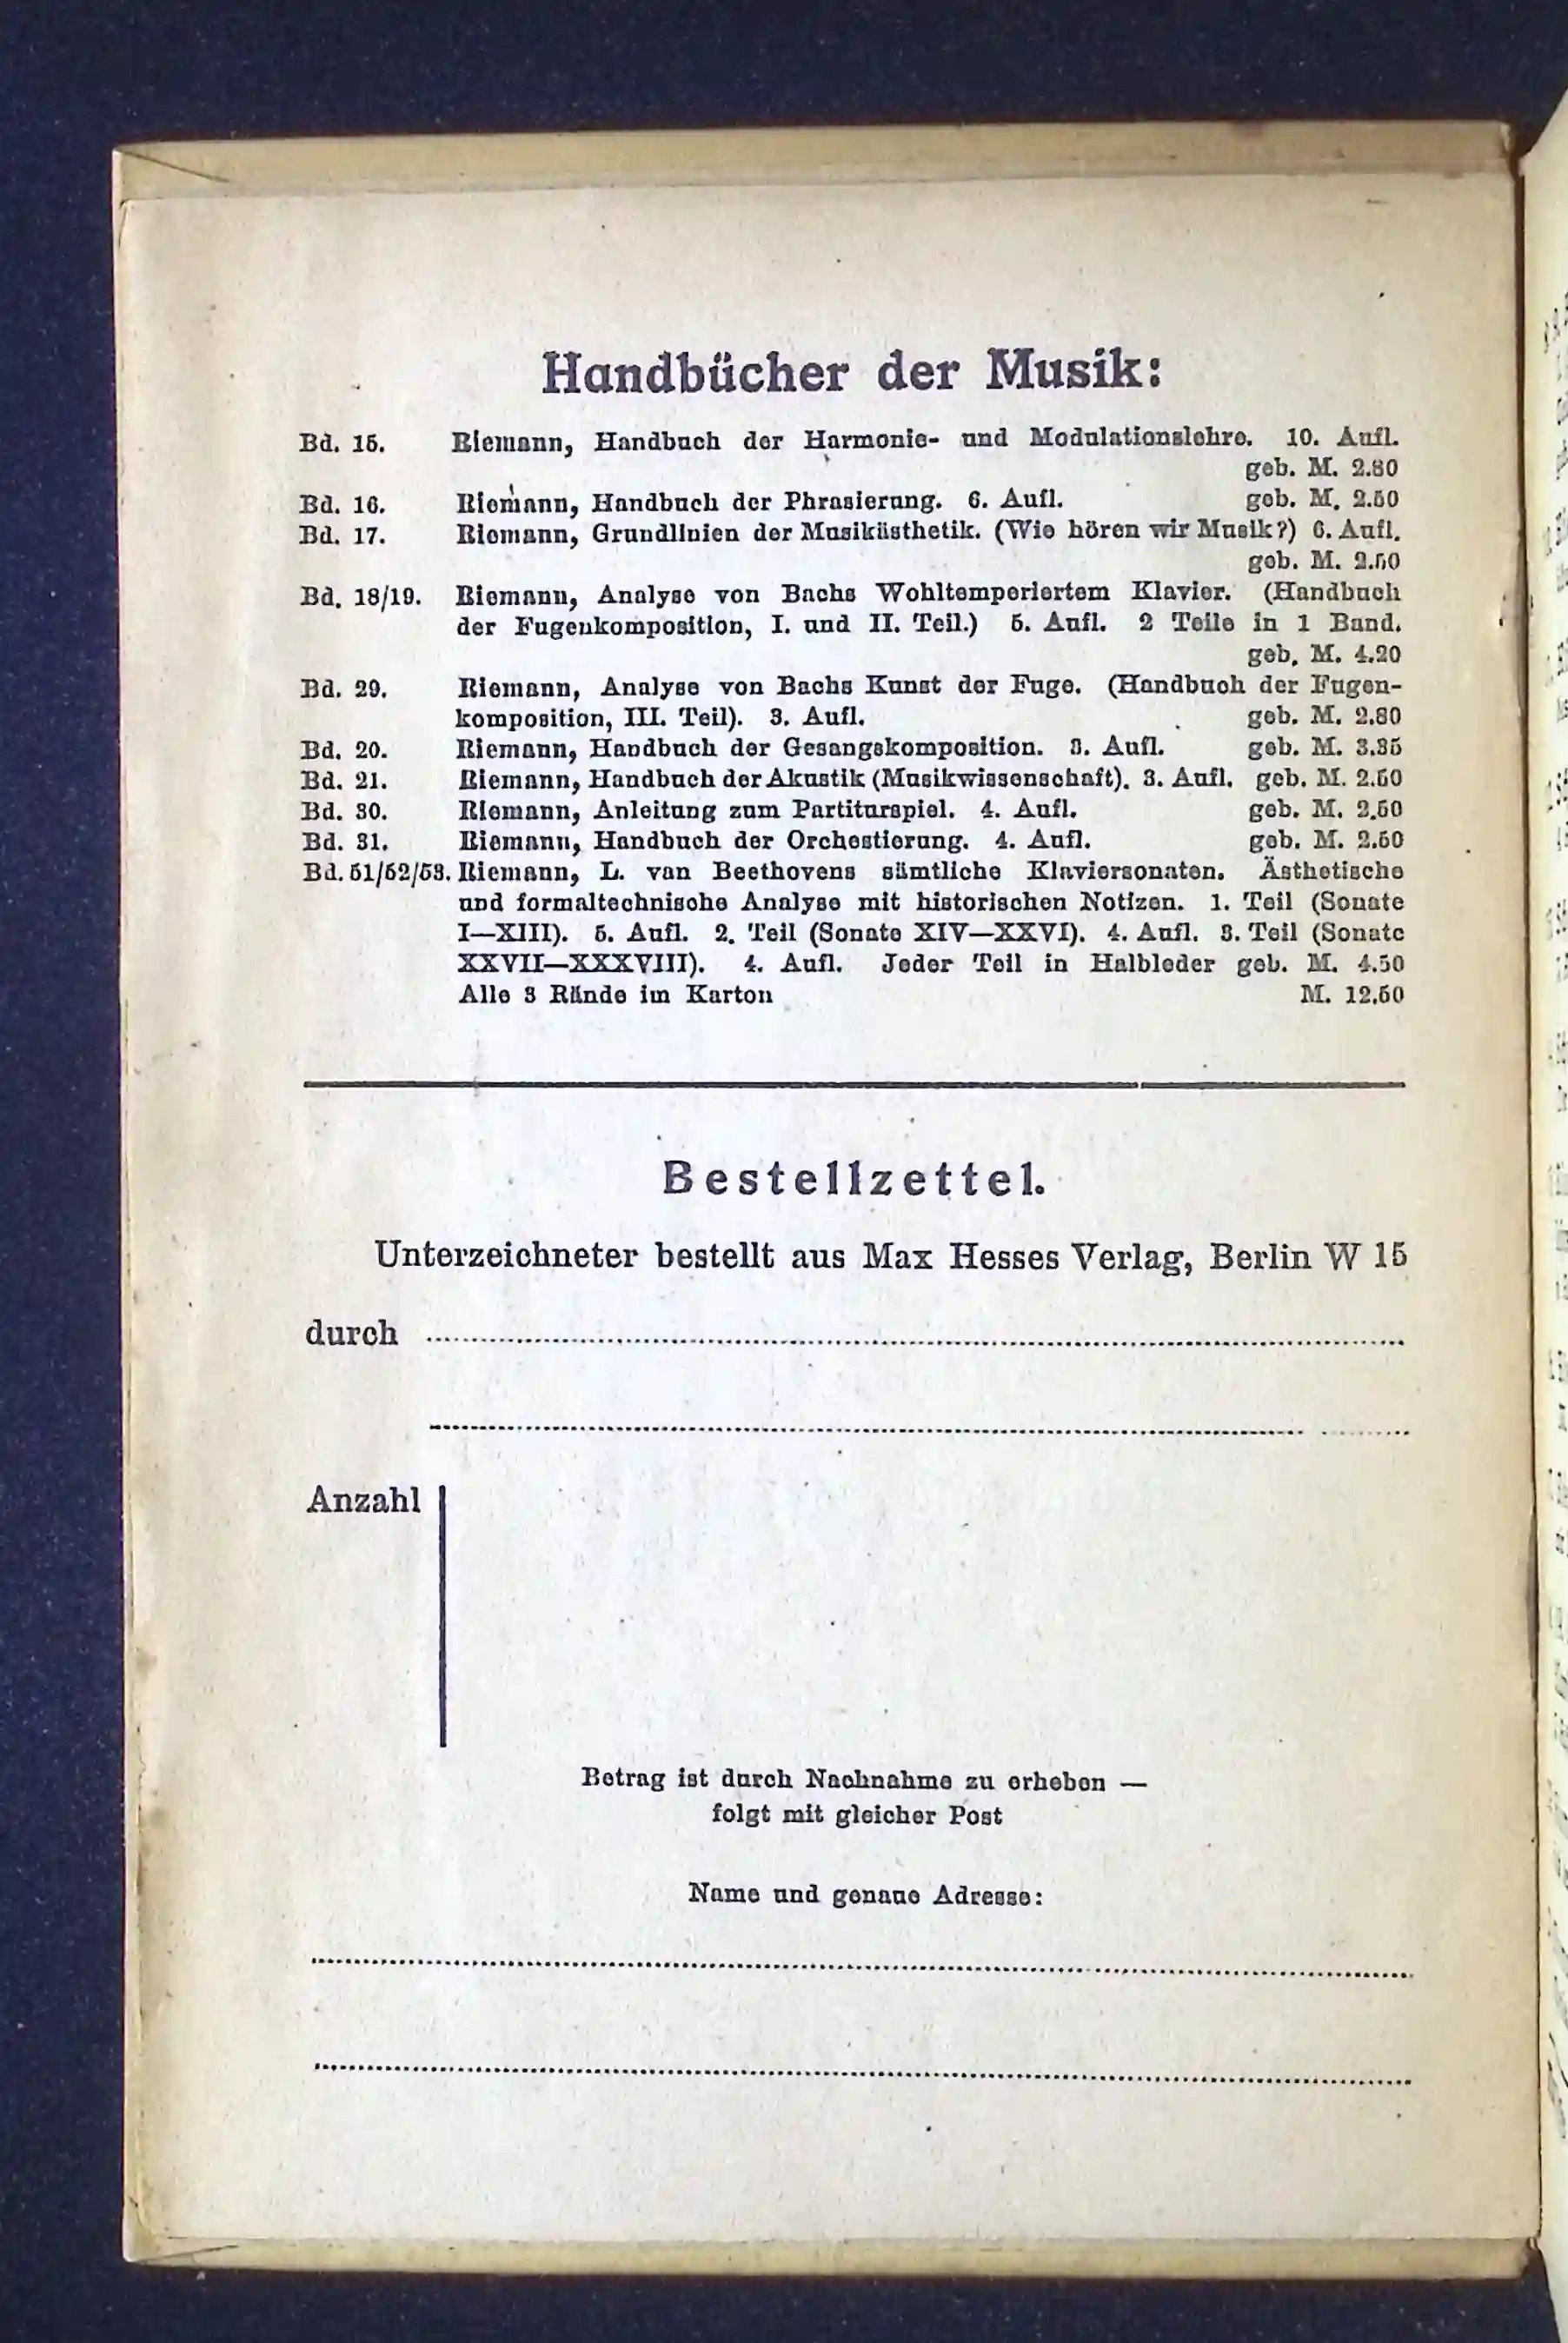 Handbücher der Musik:
Bd. 15. Riemann, Handbuch der Harmonie- und Modulationslehre. 10. Aufl.
geb. M. 2.80
Bd. 16. Riemann, Handbuch der Phrasierung. 6. Aufl. geb. M. 2.50
Bd. 17. Riemann, Grundlinien der Musikästhetik. (Wie hören wir Musik?) 6. Aufl.
geb. M. 2.50
Bd. 18/19. Riemann, Analyse von Bachs Wohltemperiertem Klavier. (Handbuch
der Fugenkomposition, I. und II. Teil.) 5. Aufl. 2 Teile in 1 Band.
geb. M. 4.20
Bd. 29. Riemann, Analyse von Bachs Kunst der Fuge. (Handbuch der Fugen-
komposition, III. Teil). 3. Aufl. geb. M. 2.80
Bd. 20. Riemann, Handbuch der Gesangskomposition. 3. Aufl. geb. M. 3.35
Bd. 21. Riemann, Handbuch der Akustik (Musikwissenschaft). 3. Aufl. geb. M. 2.50
Bd. 30. Riemann, Anleitung zum Partiturspiel. 4. Aufl. geb. M. 2.50
Bd. 31. Riemann, Handbuch der Orchestierung. 4. Aufl. geb. M. 2.50
Bd. 51/52/53. Riemann, L. van Beethovens sämtliche Klaviersonaten. Ästhetische
und formaltechnische Analyse mit historischen Notizen. 1. Teil (Sonate
I—XIII). 5. Aufl. 2. Teil (Sonate XIV—XXVI). 4. Aufl. 3. Teil (Sonate
XXVII—XXXVIII). 4. Aufl. Jeder Teil in Halbleder geb. M. 4.50
Alle 3 Bände im Karton M. 12.50
Bestellzettel.
Unterzeichneter bestellt aus Max Hesses Verlag, Berlin W 15
durch
Anzahl
Betrag ist durch Nachnahme zu erheben —
folgt mit gleicher Post
Name und genaue Adresse: